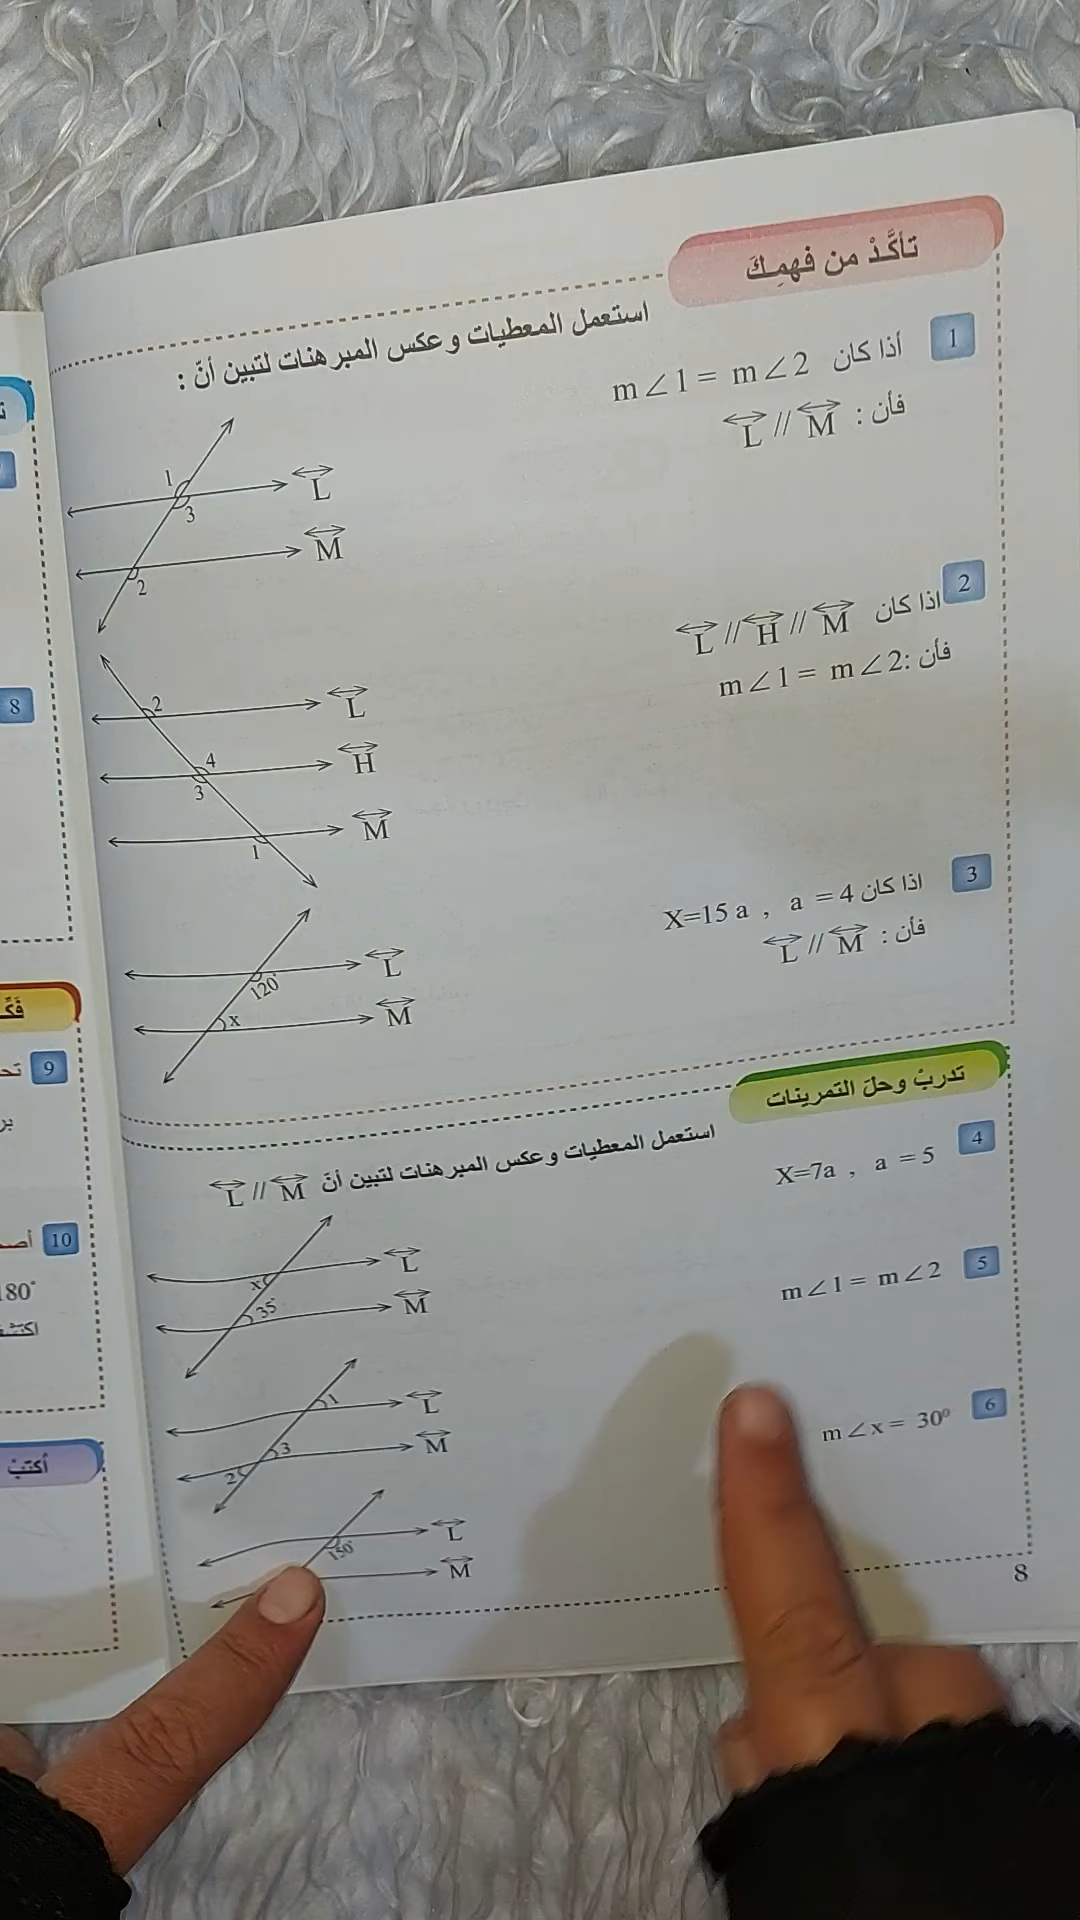 تأكَّدْ من فهمِكَ
استعمل المعطيات وعكس المبرهنات لتبين أنّ :
1 أذا كان m∠1 = m∠2
فأن : L // M
1
3
L
M
2
2 اذا كان L // H // M
فأن: m∠1 = m∠2
2
L
4
H
3
M
1
3 اذا كان X=15 a , a = 4
فأن : L // M
L
120°
M
x
تدربْ وحلَ التمرينات
استعمل المعطيات وعكس المبرهنات لتبين أنّ L // M
4 X=7a , a = 5
L
x
M
35°
5 m∠1 = m∠2
1
L
3
M
2
6 m∠x = 30⁰
L
150°
M
8
8
9
10
180°
أكتبْ